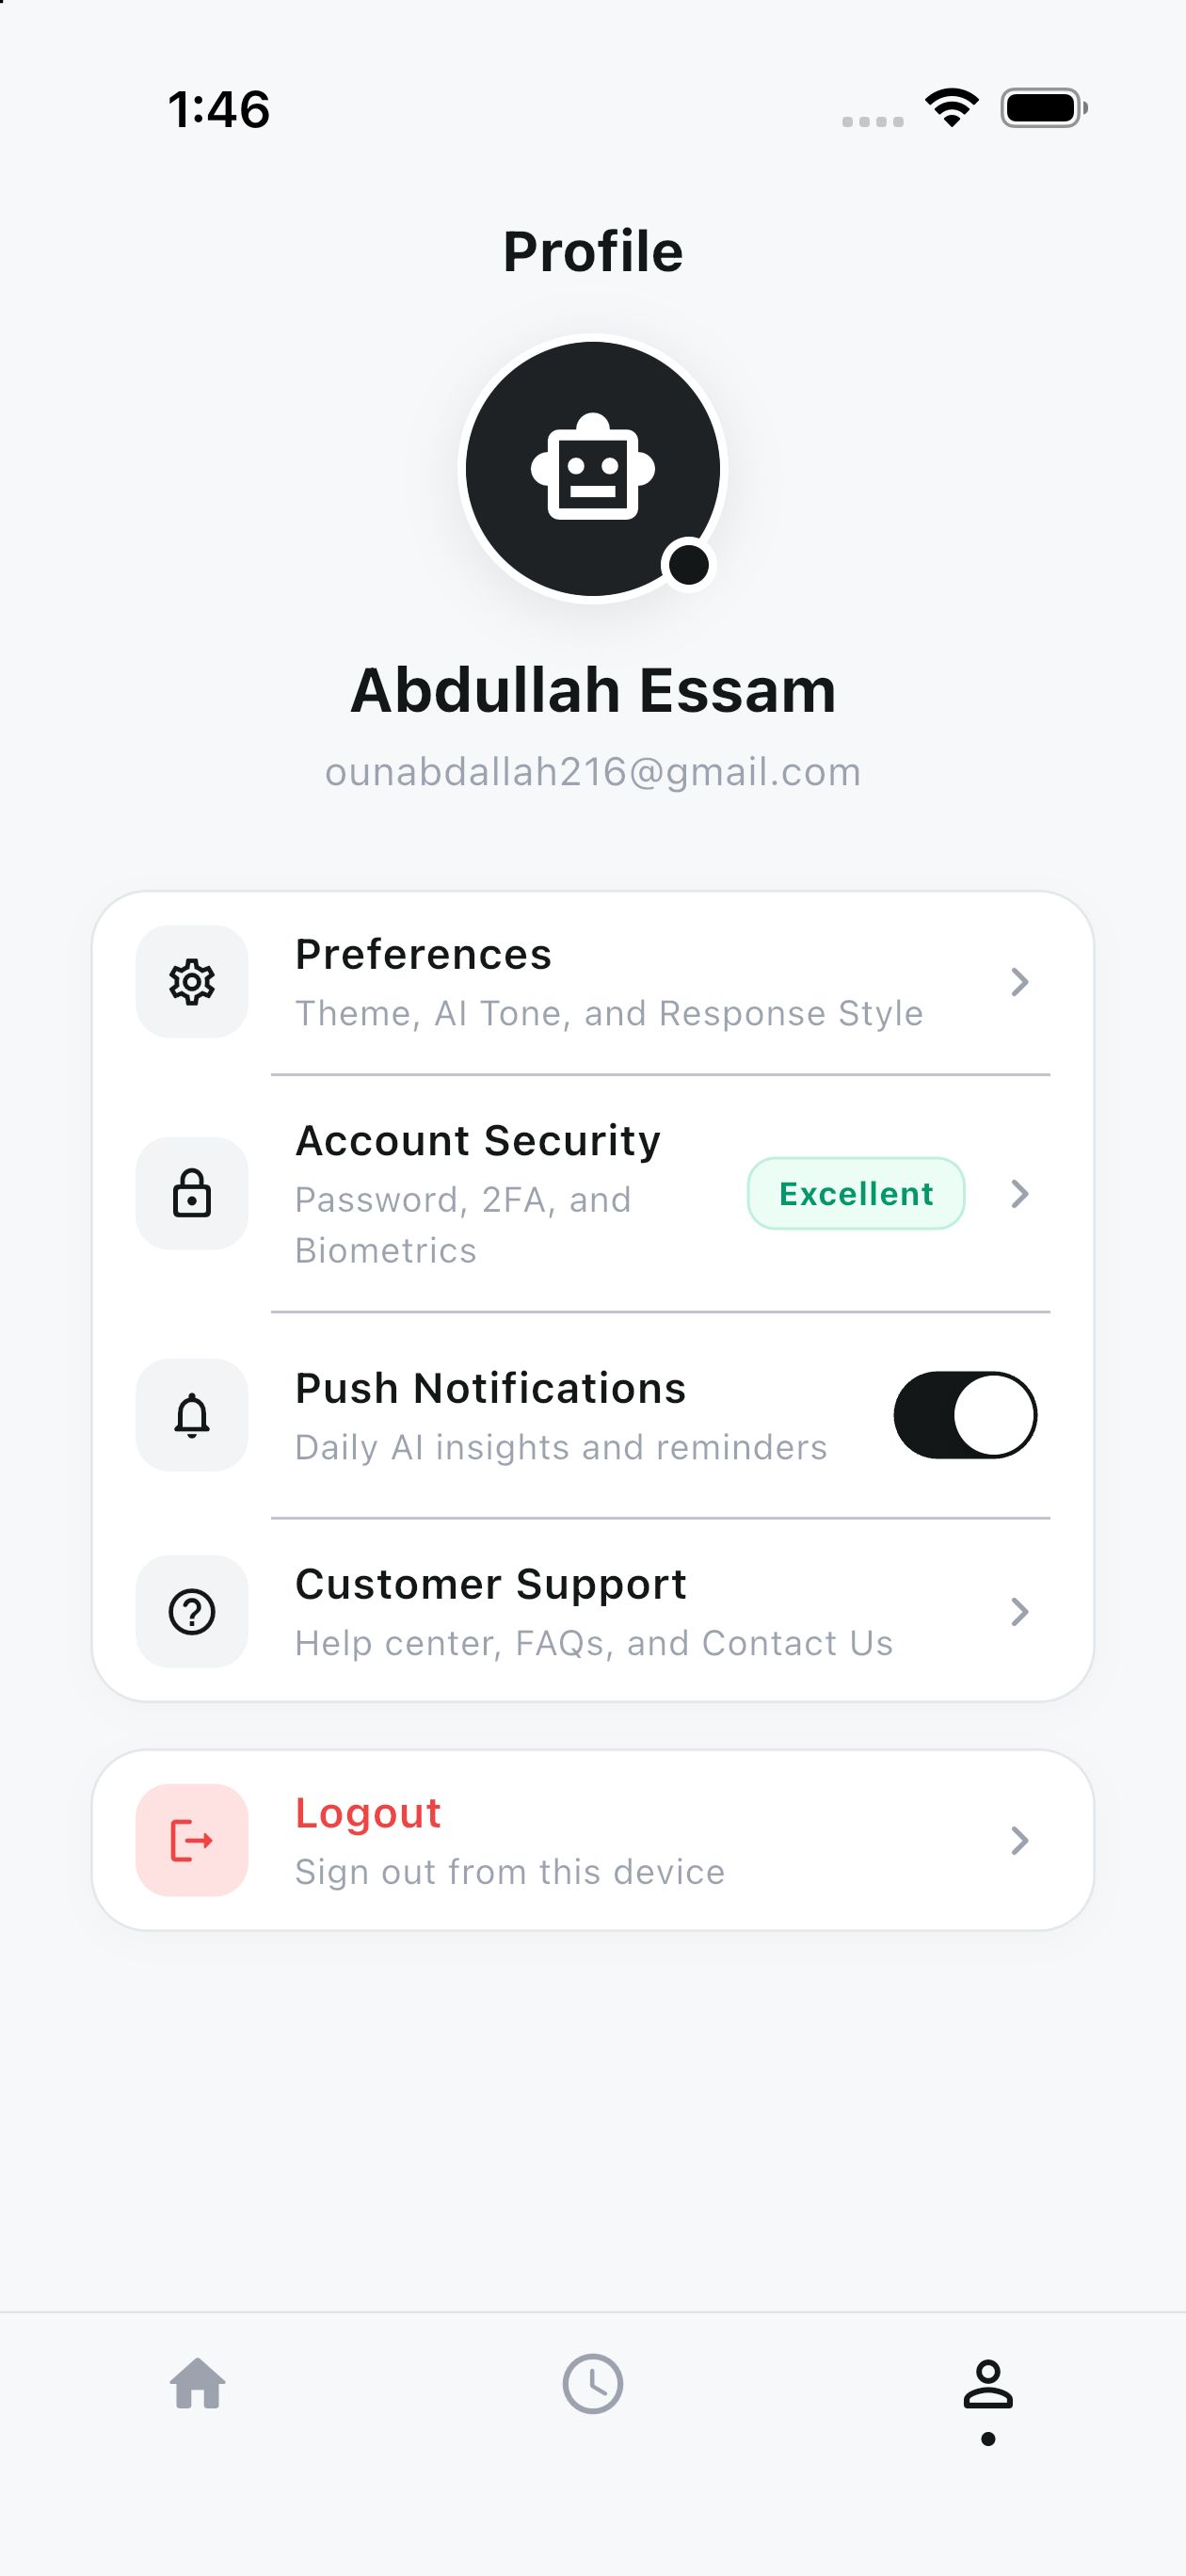 1:46
Profile
Abdullah Essam
ounabdallah216@gmail.com
Preferences
Theme, AI Tone, and Response Style
Account Security
Password, 2FA, and
Biometrics
Excellent
Push Notifications
Daily AI insights and reminders
Customer Support
Help center, FAQs, and Contact Us
Logout
Sign out from this device